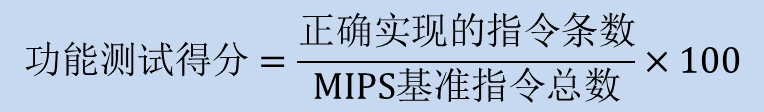 功能测试得分 = 正确实现的指令条数 / MIPS基准指令总数 × 100